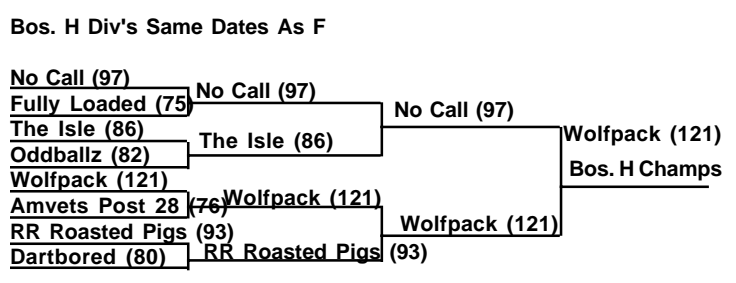 Bos. H Div's Same Dates As F
No Call (97)
Fully Loaded (75)
The Isle (86)
Oddballz (82)
Wolfpack (121)
Amvets Post 28 (76)
RR Roasted Pigs (93)
Dartbored (80)
No Call (97)
The Isle (86)
Wolfpack (121)
RR Roasted Pigs (93)
No Call (97)
Wolfpack (121)
Wolfpack (121)
Bos. H Champs